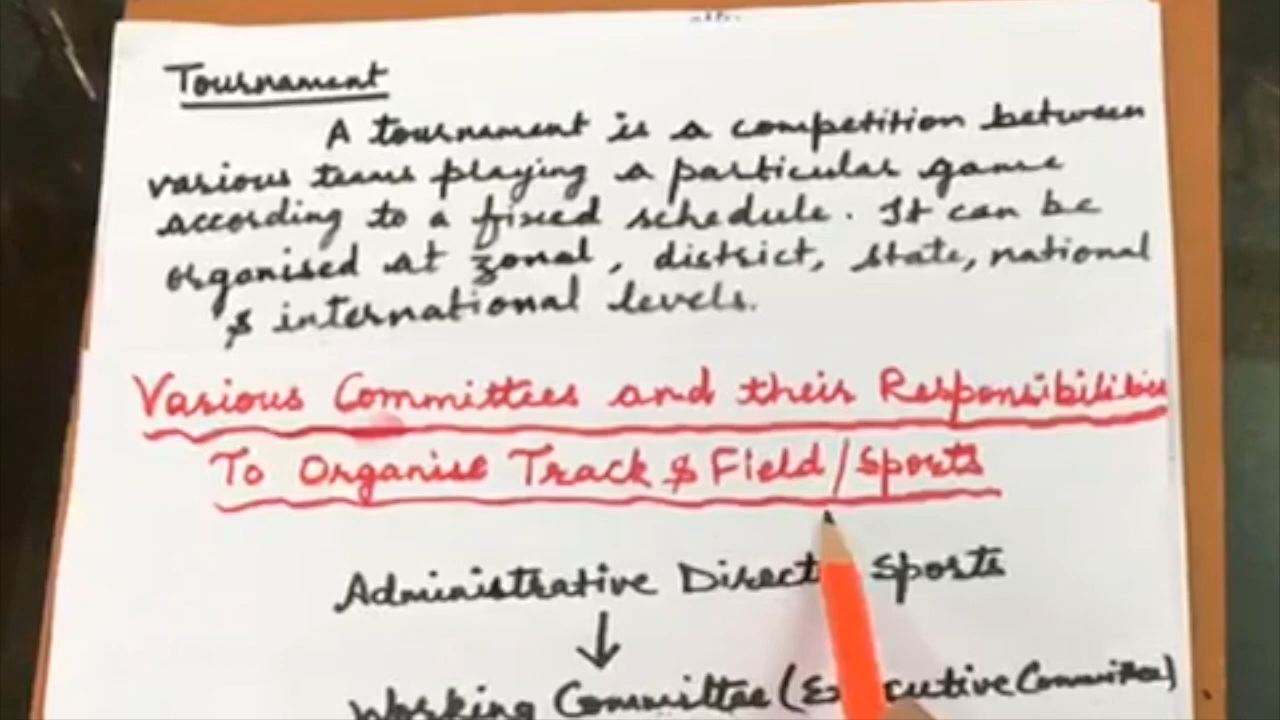 Tournament
A tournament is a competition between
various teams playing a particular game
according to a fixed schedule. It can be
organised at zonal, district, state, national
& international levels.
Various Committees and their Responsibilities
To Organise Track & Field/Sports
Administrative Direct Sports
Working Committee (Executive Committee)